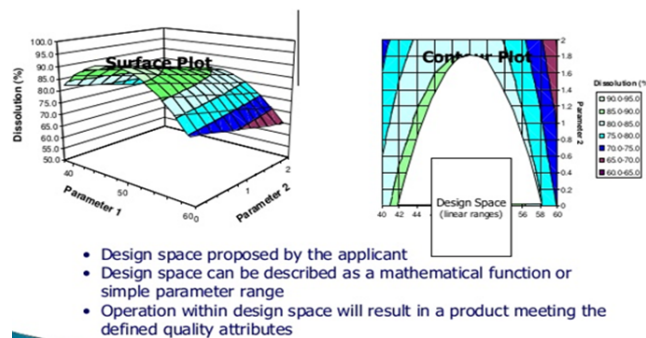 Surface Plot
100.0
95.0
90.0
85.0
80.0
75.0
70.0
65.0
60.0
55.0
50.0
Dissolution (%)
40
50
60
Parameter 1
0
1
2
Parameter 2
Contour Plot
2
1.8
1.6
1.4
1.2
1
0.8
0.6
0.4
0.2
0
Parameter 2
40 42 44 56 58 60
Design Space
(linear ranges)
Dissolution (%
90.0-95.0
85.0-90.0
80.0-85.0
75.0-80.0
70.0-75.0
65.0-70.0
60.0-65.0
• Design space proposed by the applicant
• Design space can be described as a mathematical function or
simple parameter range
• Operation within design space will result in a product meeting the
defined quality attributes